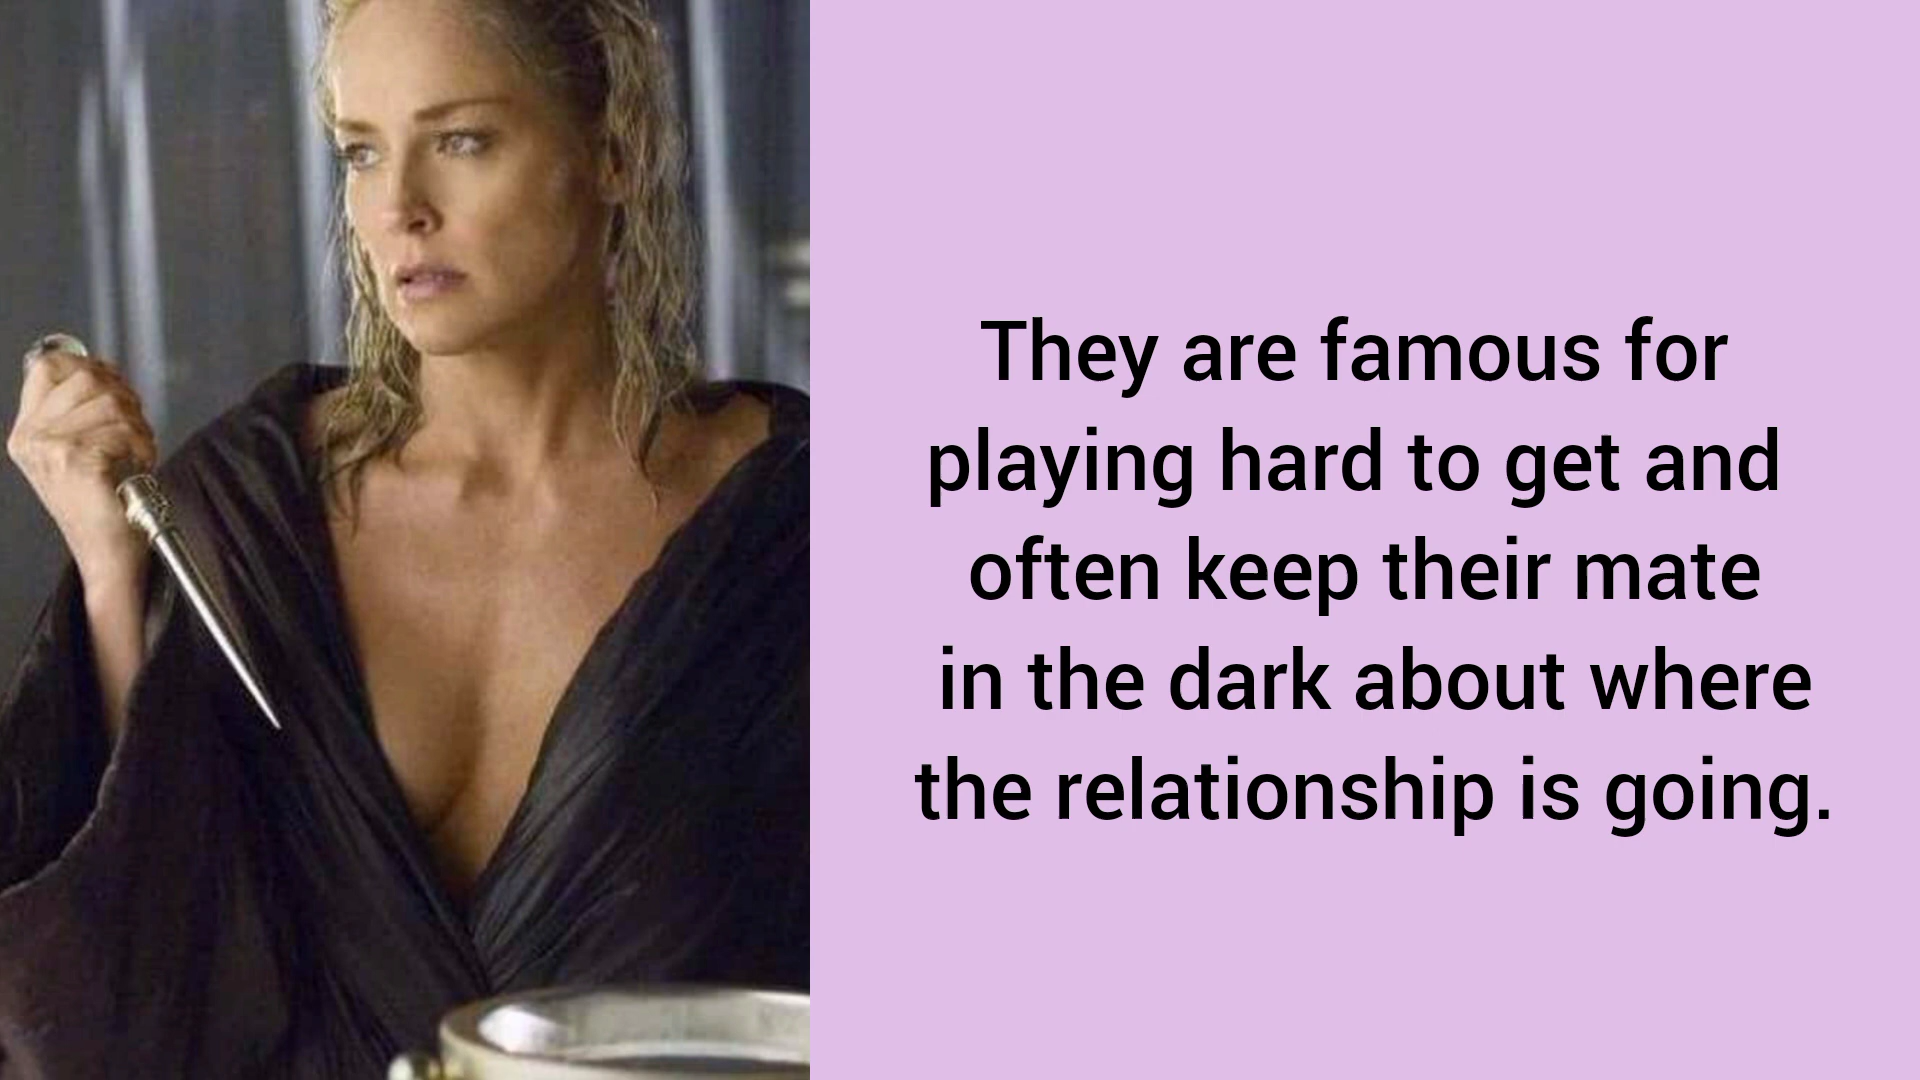 They are famous for
playing hard to get and
often keep their mate
in the dark about where
the relationship is going.